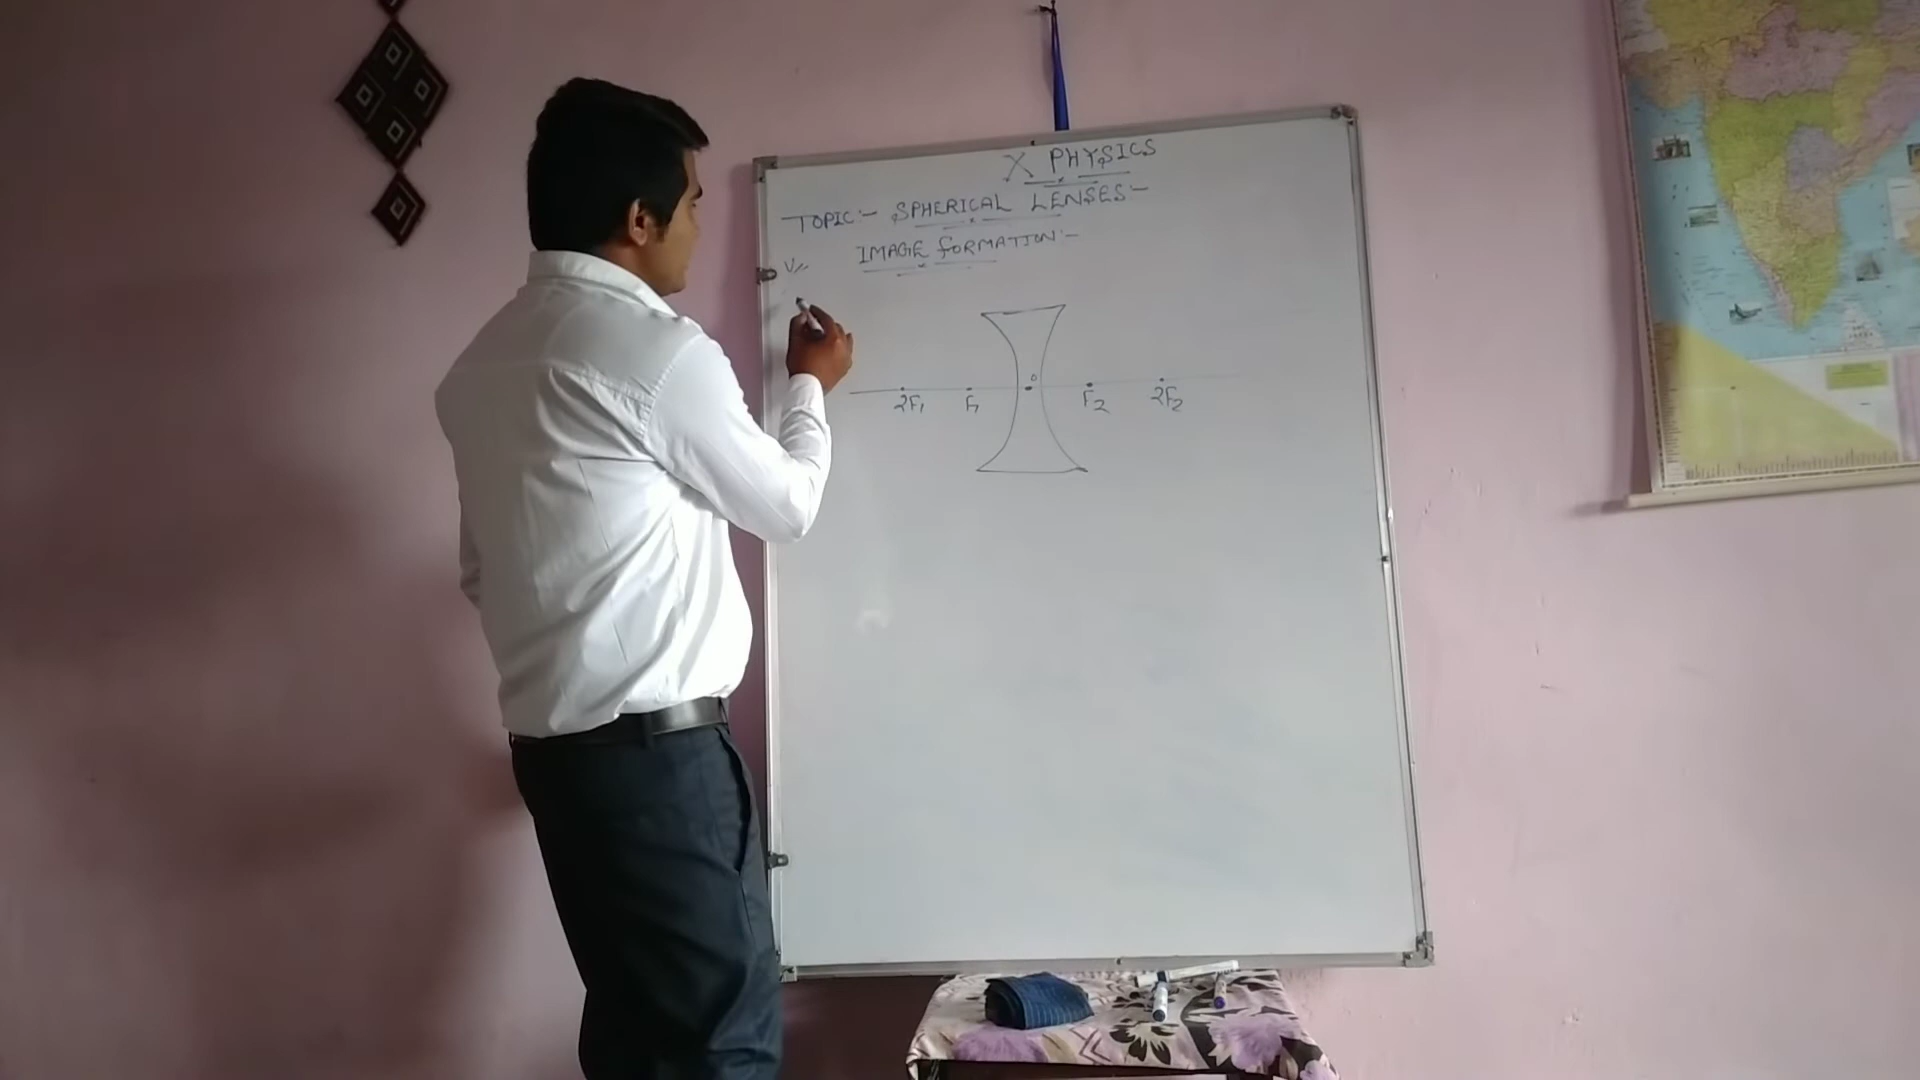 X PHYSICS
TOPIC:- SPHERICAL LENSES:-
IMAGE FORMATION:-
O
2F1 F1 F2 2F2